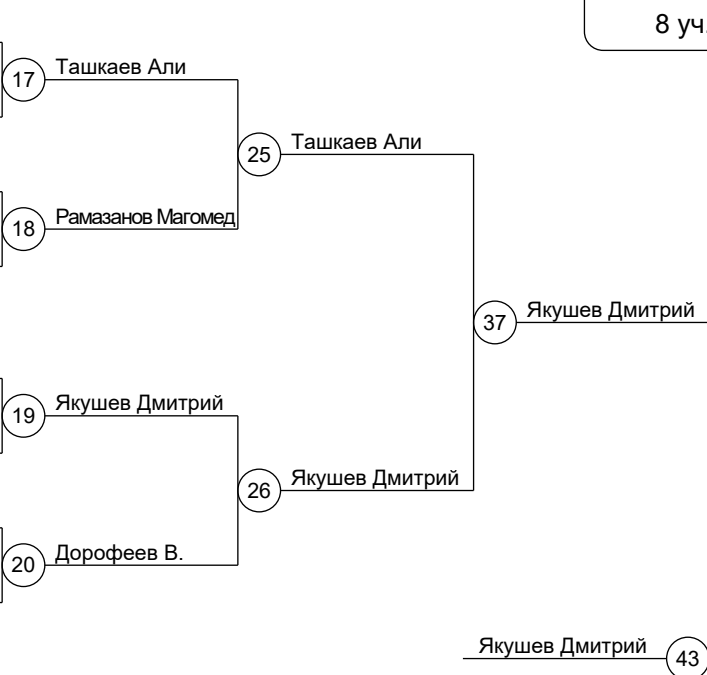 8 уч.
17 Ташкаев Али
25 Ташкаев Али
18 Рамазанов Магомед
37 Якушев Дмитрий
19 Якушев Дмитрий
26 Якушев Дмитрий
20 Дорофеев В.
Якушев Дмитрий 43